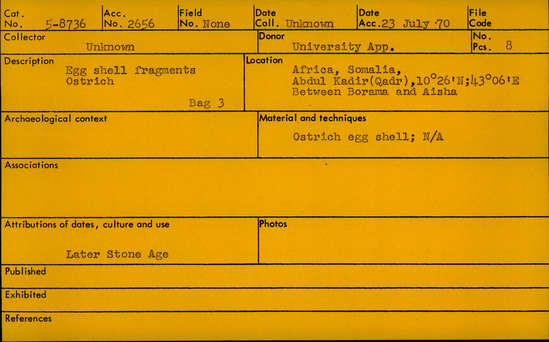 Cat. No. 5-8736 Acc. No. 2656 Field No. None Date Coll. Unknown Date Acc. 23 July '70 File Code
Collector Unknown Donor University App. No. Pcs. 8
Description Egg shell fragments
Ostrich
Bag 3
Location Africa, Somalia,
Abdul Kadir(Qadr),10°26'N;43°06'E
Between Borama and Aisha
Archaeological context
Material and techniques
Ostrich egg shell; N/A
Associations
Attributions of dates, culture and use
Later Stone Age
Photos
Published
Exhibited
References